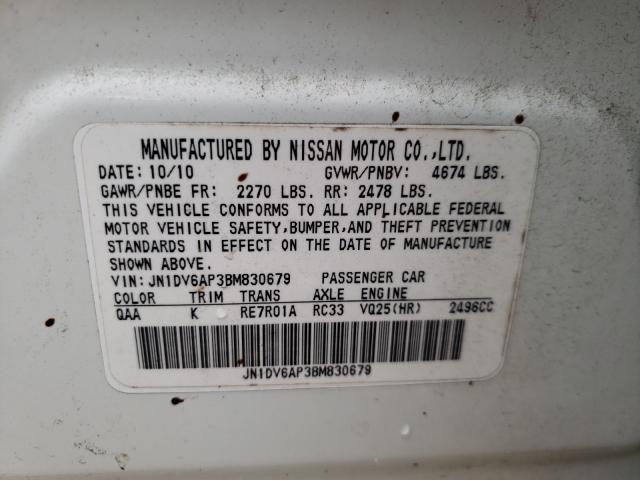 MANUFACTURED BY NISSAN MOTOR CO.,LTD.
DATE: 10/10 GVWR/PNBV: 4674 LBS.
GAWR/PNBE FR: 2270 LBS. RR: 2478 LBS.
THIS VEHICLE CONFORMS TO ALL APPLICABLE FEDERAL
MOTOR VEHICLE SAFETY,BUMPER,AND THEFT PREVENTION
STANDARDS IN EFFECT ON THE DATE OF MANUFACTURE
SHOWN ABOVE.
VIN: JN1DV6AP3BM830679 PASSENGER CAR
COLOR TRIM TRANS AXLE ENGINE
QAA K RE7R01A RC33 VQ25(HR) 2496CC
JN1DV6AP3BM830679